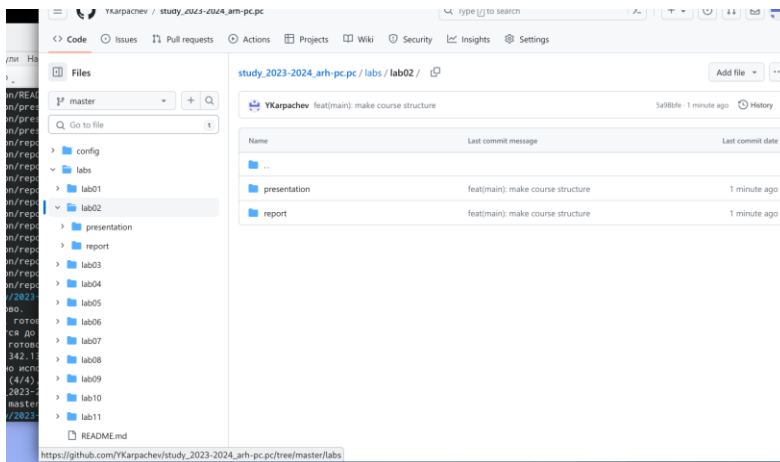 YKarpachev / study_2023-2024_arh-pc.pc
Type / to search
<> Code
Issues
Pull requests
Actions
Projects
Wiki
Security
Insights
Settings
Files
master
Go to file
t
config
labs
lab01
lab02
presentation
report
lab03
lab04
lab05
lab06
lab07
lab08
lab09
lab10
lab11
README.md
study_2023-2024_arh-pc.pc / labs / lab02 /
Add file
YKarpachev feat(main): make course structure
5a98bfe · 1 minute ago
History
Name
Last commit message
Last commit date
..
presentation
feat(main): make course structure
1 minute ago
report
feat(main): make course structure
1 minute ago
https://github.com/YKarpachev/study_2023-2024_arh-pc.pc/tree/master/labs